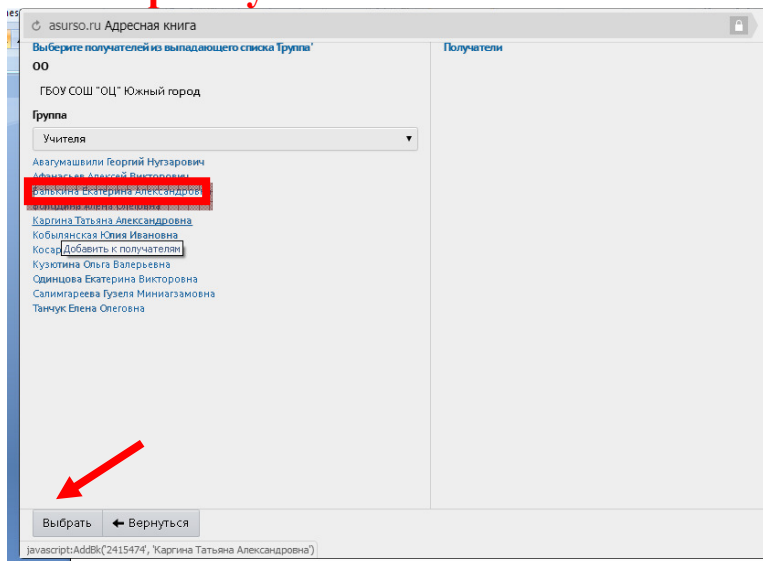 asurso.ru Адресная книга
Выберите получателей из выпадающего списка 'Группа'
Получатели
ОО
ГБОУ СОШ "ОЦ" Южный город
Группа
Учителя
Авагумашвили Георгий Нугзарович
Афанасьев Алексей Викторович
Балькина Екатерина Александровна
Каргина Татьяна Александровна
Кобылянская Юлия Ивановна
Косар
Добавить к получателям
Кузютина Ольга Валерьевна
Одинцова Екатерина Викторовна
Салимгареева Гузеля Миниагзамовна
Танчук Елена Олеговна
Выбрать
Вернуться
javascript:AddBk('2415474', 'Каргина Татьяна Александровна')